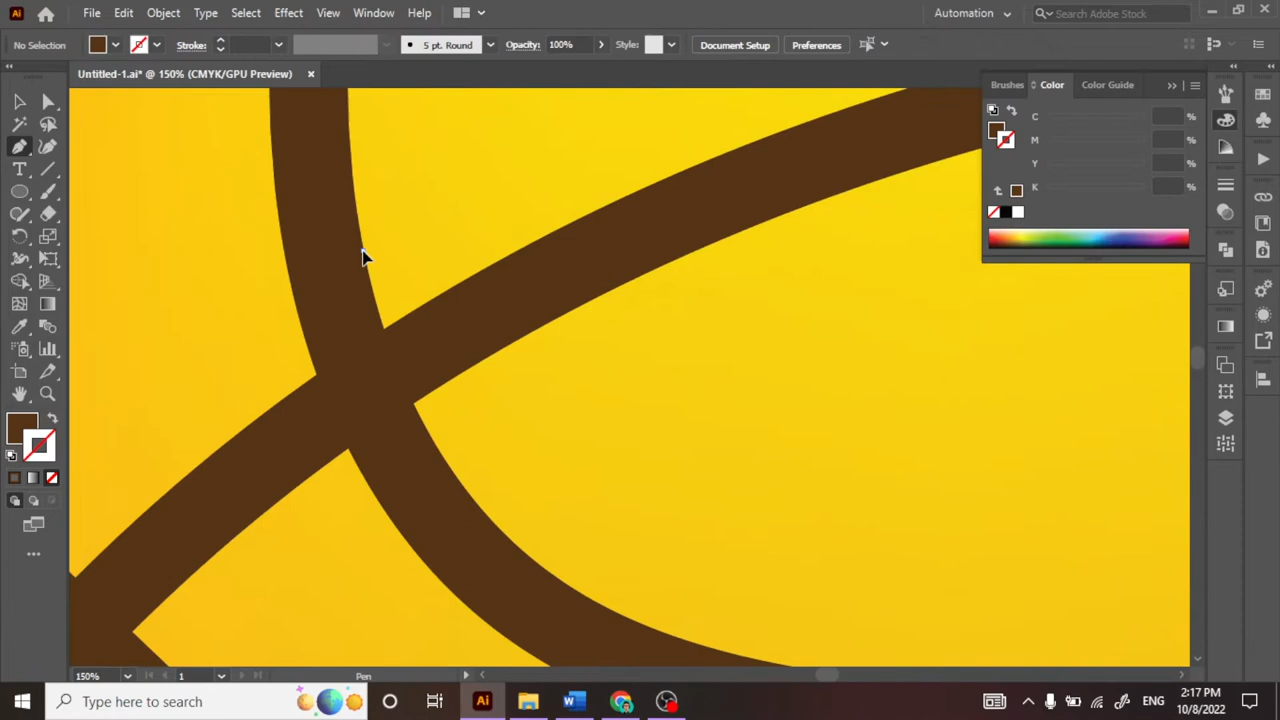 Ai File Edit Object Type Select Effect View Window Help Automation Search Adobe Stock
No Selection Stroke: 5 pt. Round Opacity: 100% Style: Document Setup Preferences
Untitled-1.ai* @ 150% (CMYK/GPU Preview)
Brushes Color Color Guide
C %
M %
Y %
K %
150% 1 Pen
Type here to search Ai W ENG 2:17 PM
10/8/2022